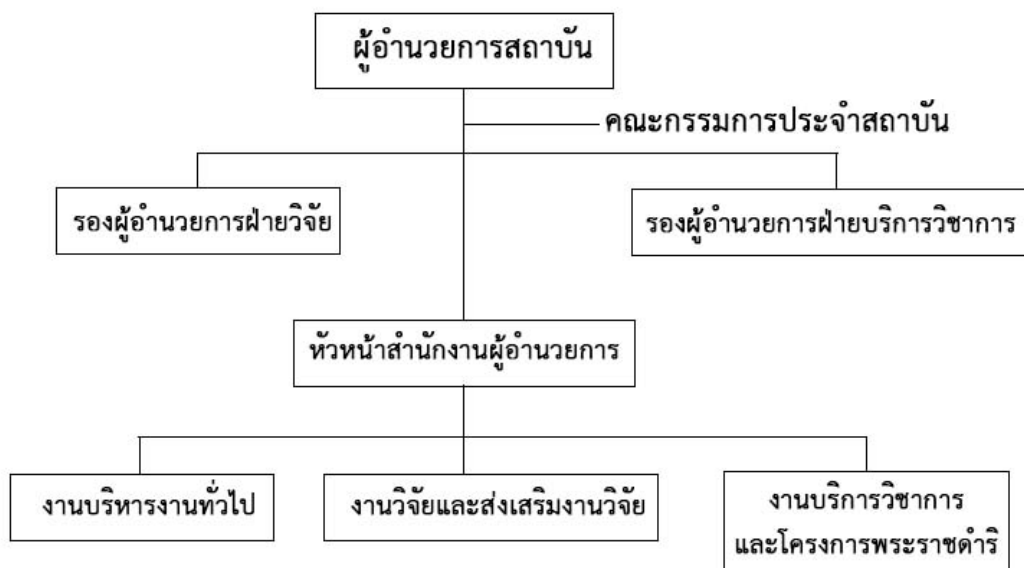 ผู้อำนวยการสถาบัน
คณะกรรมการประจำสถาบัน
รองผู้อำนวยการฝ่ายวิจัย
รองผู้อำนวยการฝ่ายบริการวิชาการ
หัวหน้าสำนักงานผู้อำนวยการ
งานบริหารงานทั่วไป
งานวิจัยและส่งเสริมงานวิจัย
งานบริการวิชาการ
และโครงการพระราชดำริ